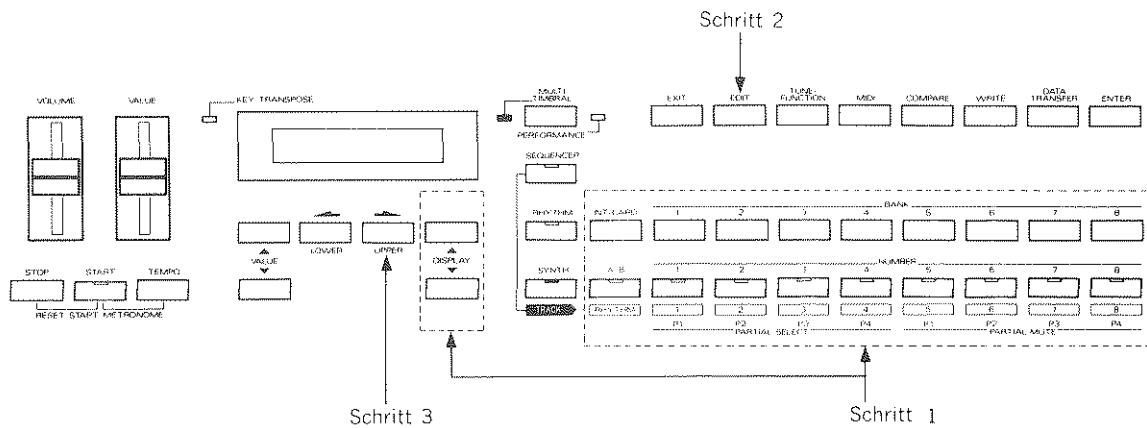 Schritt 2
VOLUME VALUE KEY TRANSPOSE MULTI TIMBRAL EXIT EDIT TUNE/FUNCTION MIDI COMPARE WRITE DATA TRANSFER ENTER
PERFORMANCE
SEQUENCER
BANK
RHYTHM INT·CARD 1 2 3 4 5 6 7 8
VALUE LOWER UPPER DISPLAY
NUMBER
STOP START TEMPO SYNTH A·B 1 2 3 4 5 6 7 8
RESET START METRONOME TRACK RHYTHM 1 2 3 4 5 6 7 8
P1 P2 P3 P4 P1 P2 P3 P4
PARTIAL SELECT PARTIAL MUTE
Schritt 3 Schritt 1